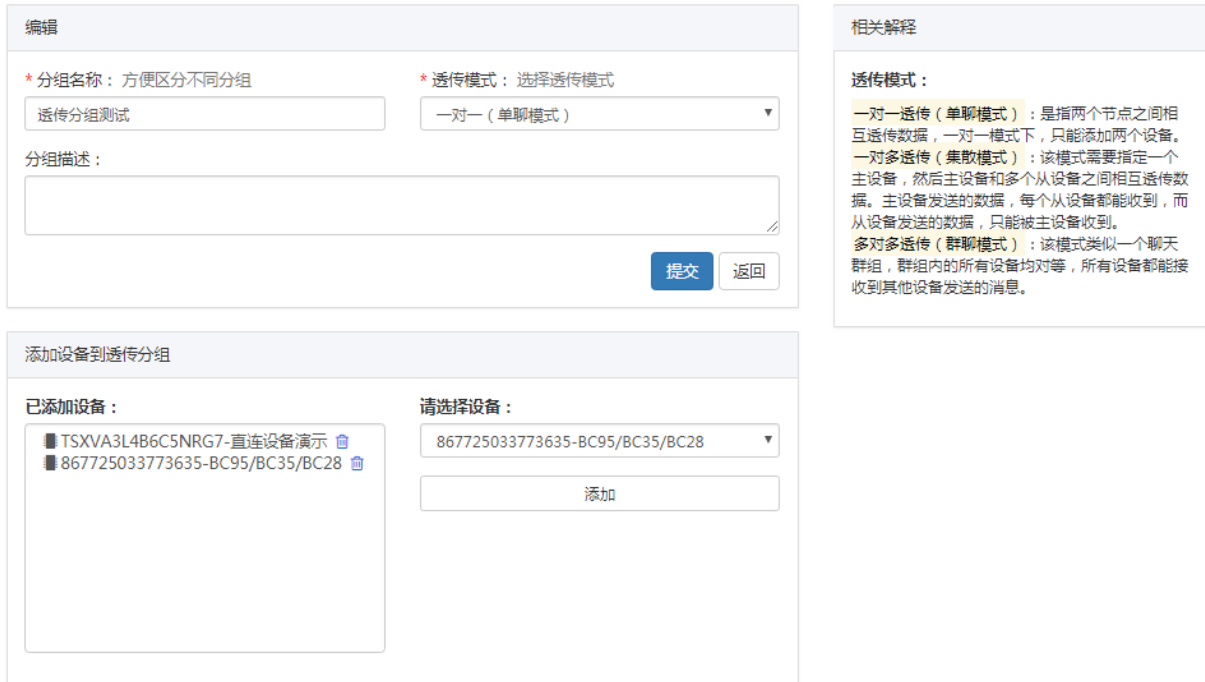 编辑
* 分组名称： 方便区分不同分组
* 透传模式： 选择透传模式
透传分组测试
一对一（单聊模式）
分组描述：
提交
返回
添加设备到透传分组
已添加设备：
请选择设备：
TSXVA3L4B6C5NRG7-直连设备演示
867725033773635-BC95/BC35/BC28
867725033773635-BC95/BC35/BC28
添加
相关解释
透传模式：
一对一透传（单聊模式）：是指两个节点之间相
互透传数据，一对一模式下，只能添加两个设备。
一对多透传（集散模式）：该模式需要指定一个
主设备，然后主设备和多个从设备之间相互透传数
据。主设备发送的数据，每个从设备都能收到，而
从设备发送的数据，只能被主设备收到。
多对多透传（群聊模式）：该模式类似一个聊天
群组，群组内的所有设备均对等，所有设备都能接
收到其他设备发送的消息。